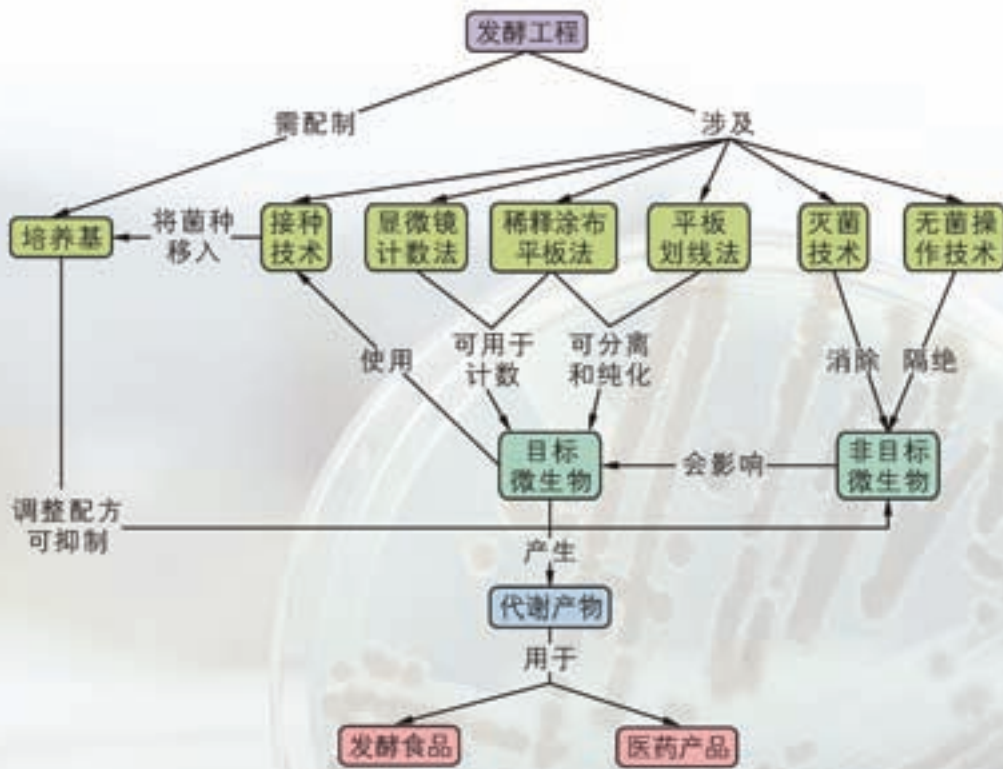 发酵工程
需配制
涉及
培养基
将菌种
移入
接种
技术
显微镜
计数法
稀释涂布
平板法
平板
划线法
灭菌
技术
无菌操
作技术
使用
可用于
计数
可分离
和纯化
消除
隔绝
目标
微生物
会影响
非目标
微生物
调整配方
可抑制
产生
代谢产物
用于
发酵食品
医药产品